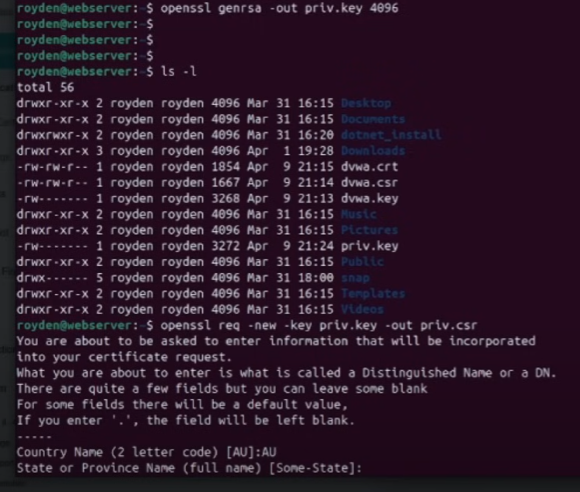 royden@webserver:~$ openssl genrsa -out priv.key 4096
royden@webserver:~$
royden@webserver:~$
royden@webserver:~$
royden@webserver:~$ ls -l
total 56
drwxr-xr-x 2 royden royden 4096 Mar 31 16:15 Desktop
drwxr-xr-x 2 royden royden 4096 Mar 31 16:15 Documents
drwxrwxr-x 2 royden royden 4096 Mar 31 16:20 dotnet_install
drwxr-xr-x 3 royden royden 4096 Apr  1 19:28 Downloads
-rw-rw-r-- 1 royden royden 1854 Apr  9 21:15 dvwa.crt
-rw-rw-r-- 1 royden royden 1667 Apr  9 21:14 dvwa.csr
-rw------- 1 royden royden 3268 Apr  9 21:13 dvwa.key
drwxr-xr-x 2 royden royden 4096 Mar 31 16:15 Music
drwxr-xr-x 2 royden royden 4096 Mar 31 16:15 Pictures
-rw------- 1 royden royden 3272 Apr  9 21:24 priv.key
drwxr-xr-x 2 royden royden 4096 Mar 31 16:15 Public
drwx------ 5 royden royden 4096 Mar 31 18:00 snap
drwxr-xr-x 2 royden royden 4096 Mar 31 16:15 Templates
drwxr-xr-x 2 royden royden 4096 Mar 31 16:15 Videos
royden@webserver:~$ openssl req -new -key priv.key -out priv.csr
You are about to be asked to enter information that will be incorporated
into your certificate request.
What you are about to enter is what is called a Distinguished Name or a DN.
There are quite a few fields but you can leave some blank
For some fields there will be a default value,
If you enter '.', the field will be left blank.
-----
Country Name (2 letter code) [AU]:AU
State or Province Name (full name) [Some-State]: